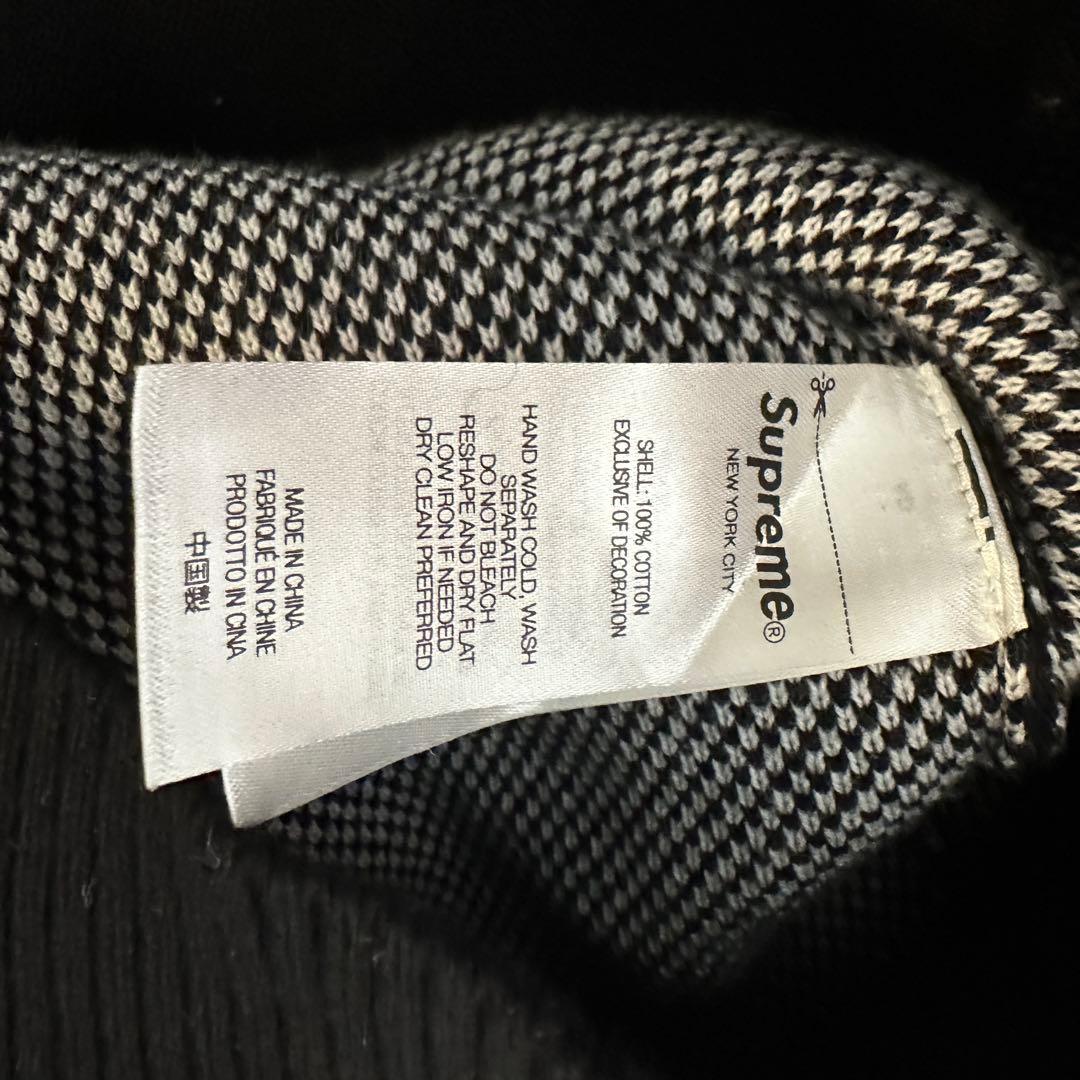 Supreme®
NEW YORK CITY
SHELL: 100% COTTON
EXCLUSIVE OF DECORATION
HAND WASH COLD, WASH
SEPARATELY
DO NOT BLEACH
RESHAPE AND DRY FLAT
LOW IRON IF NEEDED
DRY CLEAN PREFERRED
MADE IN CHINA
FABRIQUÉ EN CHINE
PRODOTTO IN CINA
中国製